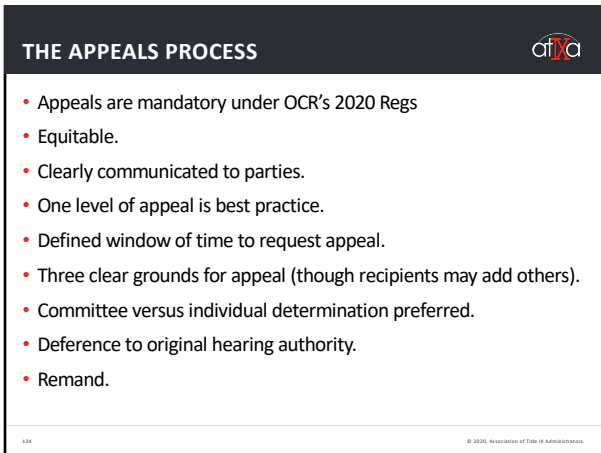 THE APPEALS PROCESS
atIXa
• Appeals are mandatory under OCR's 2020 Regs
• Equitable.
• Clearly communicated to parties.
• One level of appeal is best practice.
• Defined window of time to request appeal.
• Three clear grounds for appeal (though recipients may add others).
• Committee versus individual determination preferred.
• Deference to original hearing authority.
• Remand.
134
© 2020, Association of Title IX Administrators.